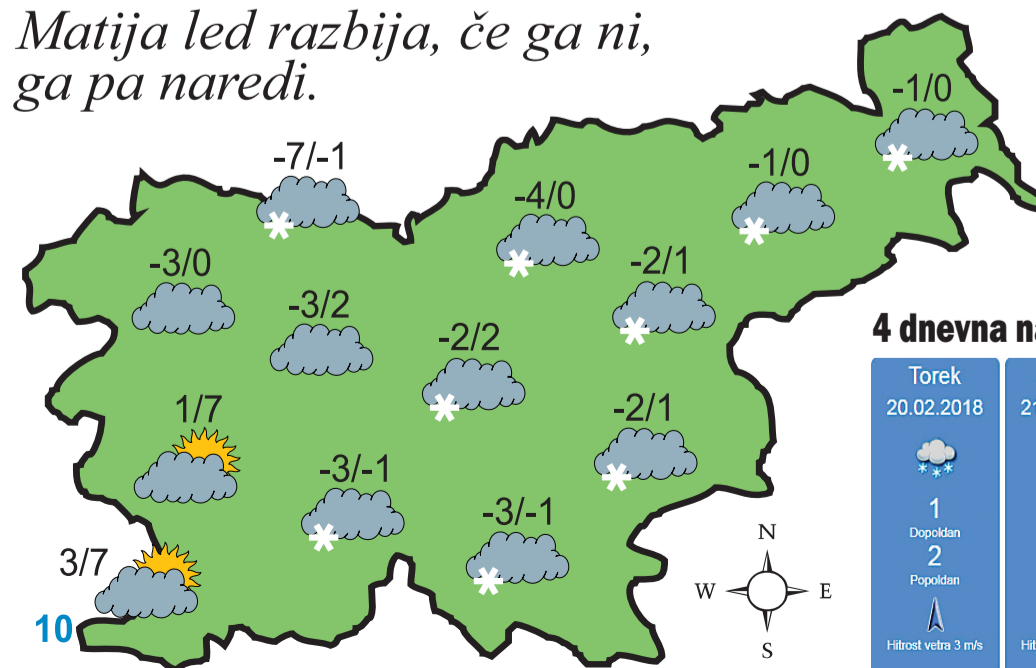 Matija led razbija, če ga ni,
ga pa naredi.
-1/0
-7/-1
-1/0
-4/0
-3/0
-2/1
-3/2
-2/2
1/7
-2/1
-3/-1
-3/-1
3/7
10
N
W E
S
4 dnevna
Torek
20.02.2018
1
Dopoldan
2
Popoldan
Hitrost vetra 3 m/s